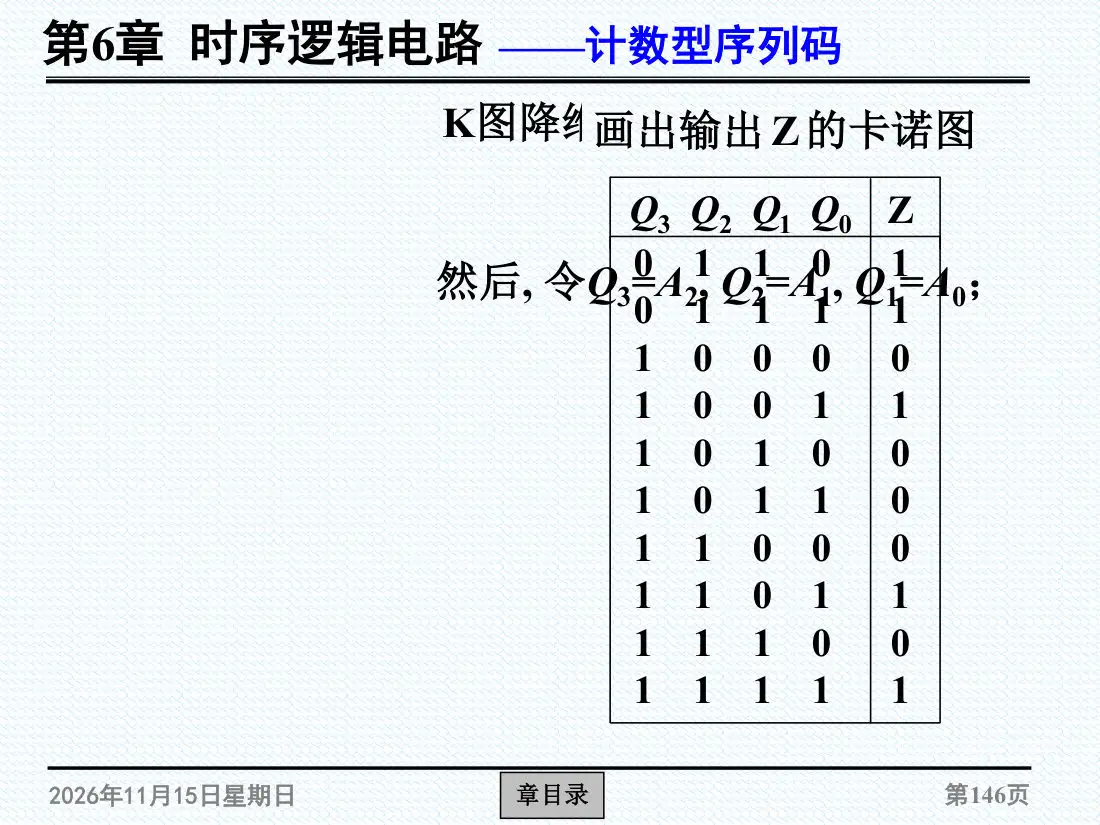 第6章 时序逻辑电路 ——计数型序列码
K图降维
画出输出Z的卡诺图
Q3 Q2 Q1 Q0 Z
0 1 1 0 1
然后, 令Q3=A2, Q2=A1, Q1=A0；
0 1 1 1 1
1 0 0 0 0
1 0 0 1 1
1 0 1 0 0
1 0 1 1 0
1 1 0 0 0
1 1 0 1 1
1 1 1 0 0
1 1 1 1 1
2026年11月15日星期日
章目录
第146页